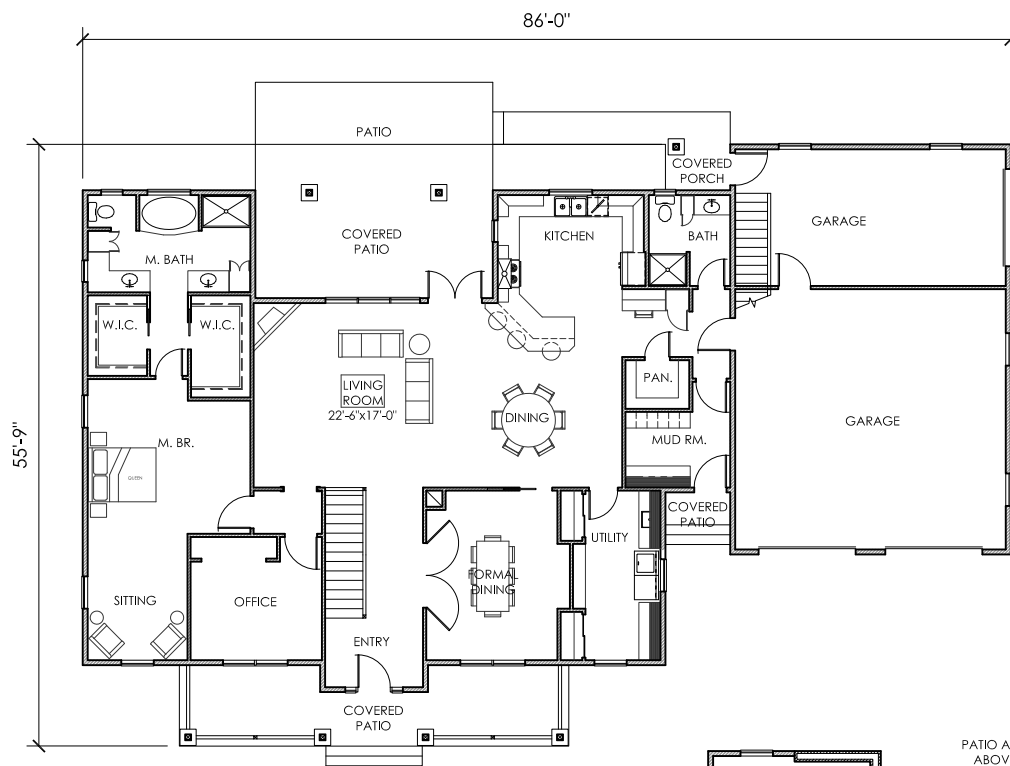 86'-0"
PATIO
COVERED
PORCH
GARAGE
KITCHEN
BATH
COVERED
PATIO
M. BATH
W.I.C.
W.I.C.
PAN.
LIVING
ROOM
22'-6"x17'-0"
DINING
GARAGE
M. BR.
MUD RM.
55'-9"
QUEEN
COVERED
PATIO
UTILITY
FORMAL
DINING
SITTING
OFFICE
ENTRY
COVERED
PATIO
PATIO A
ABOV